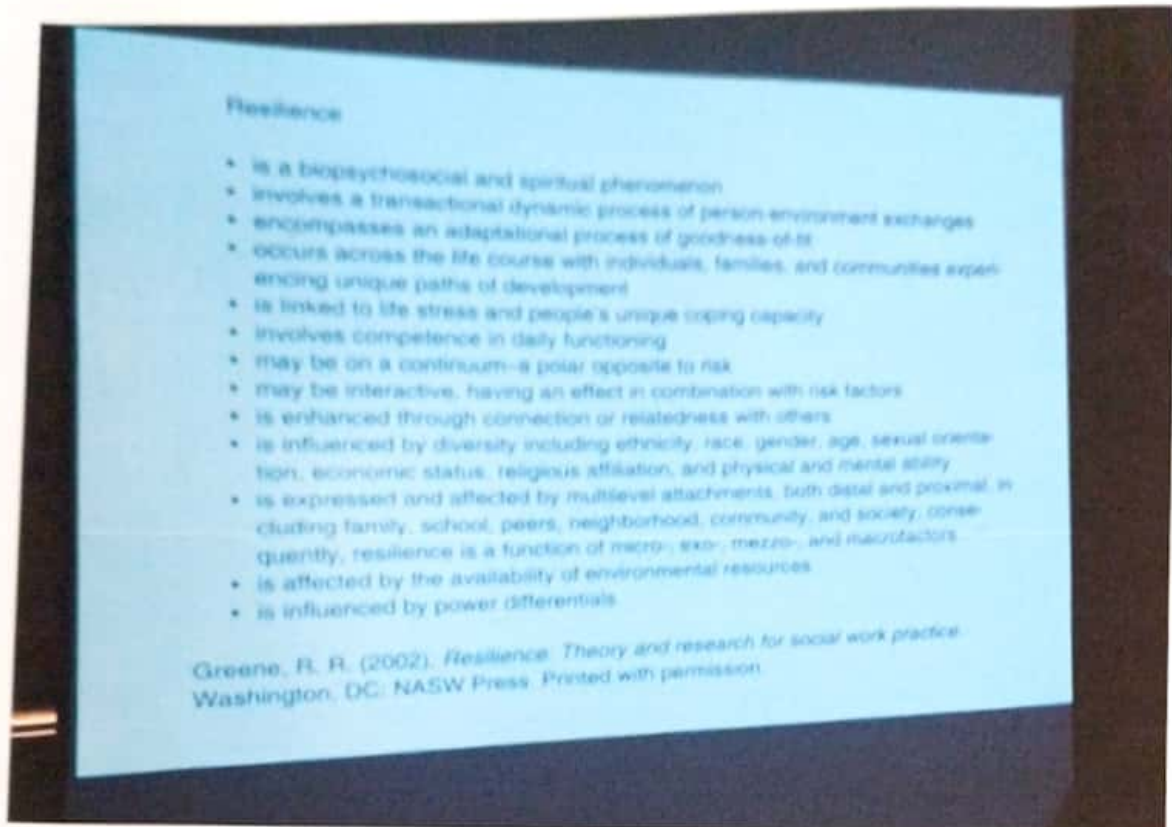 Resilience
• is a biopsychosocial and spiritual phenomenon
• involves a transactional dynamic process of person-environment exchanges
• encompasses an adaptational process of goodness-of-fit
• occurs across the life course with individuals, families, and communities experi-
encing unique paths of development
• is linked to life stress and people's unique coping capacity
• involves competence in daily functioning
• may be on a continuum–a polar opposite to risk
• may be interactive, having an effect in combination with risk factors
• is enhanced through connection or relatedness with others
• is influenced by diversity including ethnicity, race, gender, age, sexual orienta-
tion, economic status, religious affiliation, and physical and mental ability
• is expressed and affected by multilevel attachments, both distal and proximal, in-
cluding family, school, peers, neighborhood, community, and society; conse-
quently, resilience is a function of micro-, exo-, mezzo-, and macrofactors
• is affected by the availability of environmental resources
• is influenced by power differentials
Greene, R. R. (2002). Resilience: Theory and research for social work practice.
Washington, DC: NASW Press. Printed with permission.